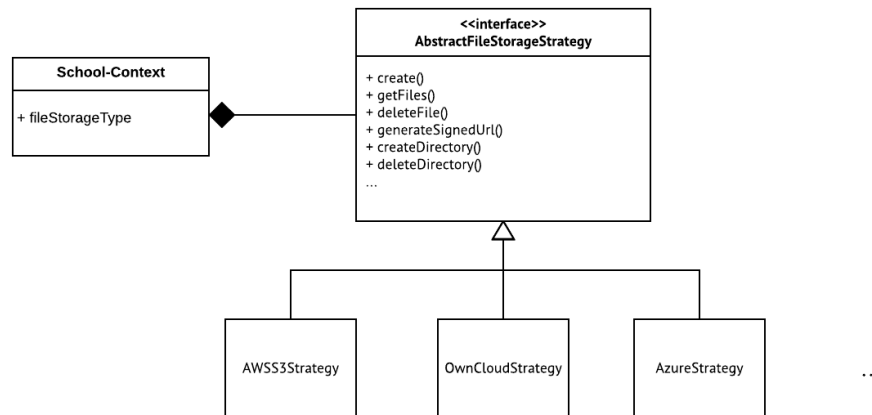 <<interface>>
AbstractFileStorageStrategy
School-Context
+ fileStorageType
+ create()
+ getFiles()
+ deleteFile()
+ generateSignedUrl()
+ createDirectory()
+ deleteDirectory()
...
AWSS3Strategy
OwnCloudStrategy
AzureStrategy
..